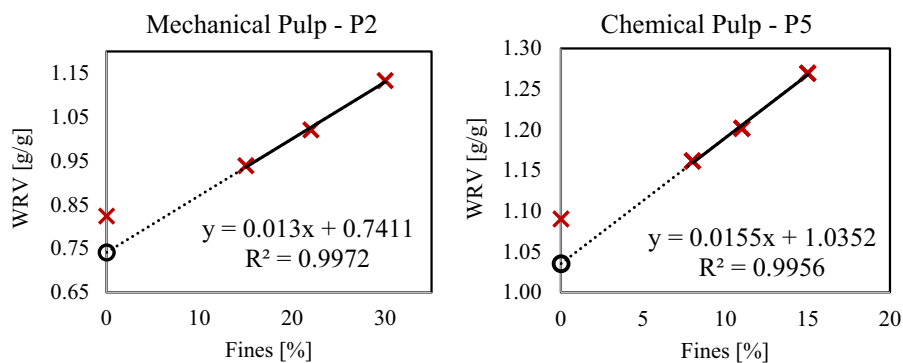 Mechanical Pulp - P2
WRV [g/g]
1.15
1.05
0.95
0.85
0.75
0.65
y = 0.013x + 0.7411
R² = 0.9972
0 10 20 30
Fines [%]
Chemical Pulp - P5
WRV [g/g]
1.30
1.25
1.20
1.15
1.10
1.05
1.00
y = 0.0155x + 1.0352
R² = 0.9956
0 5 10 15 20
Fines [%]